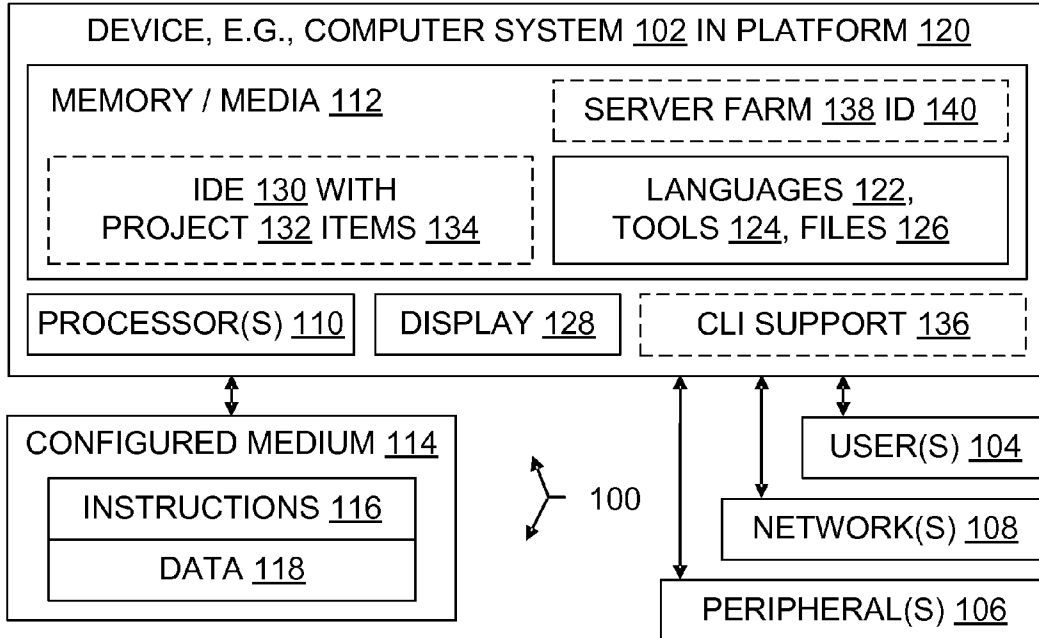 DEVICE, E.G., COMPUTER SYSTEM 102 IN PLATFORM 120
MEMORY / MEDIA 112
SERVER FARM 138 ID 140
IDE 130 WITH
PROJECT 132 ITEMS 134
LANGUAGES 122,
TOOLS 124, FILES 126
PROCESSOR(S) 110
DISPLAY 128
CLI SUPPORT 136
CONFIGURED MEDIUM 114
INSTRUCTIONS 116
DATA 118
100
USER(S) 104
NETWORK(S) 108
PERIPHERAL(S) 106